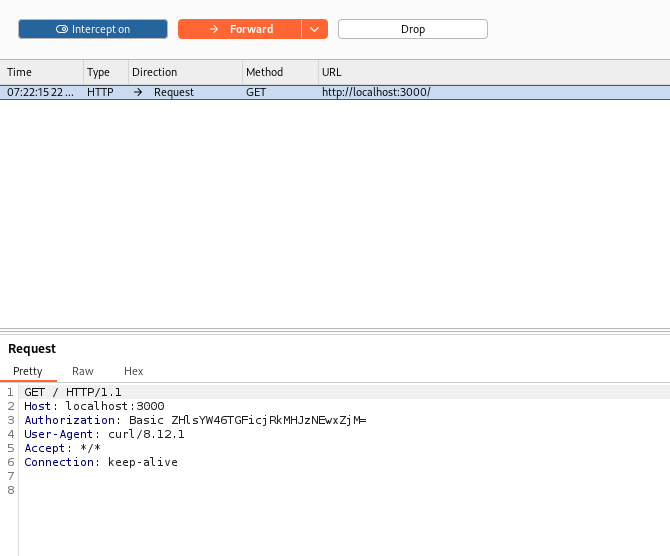 Intercept on Forward Drop
Time Type Direction Method URL
07:22:15 22 ... HTTP → Request GET http://localhost:3000/
Request
Pretty Raw Hex
1 GET / HTTP/1.1
2 Host: localhost:3000
3 Authorization: Basic ZHlsYW46TGFicjRkMHJzNEwxZjM=
4 User-Agent: curl/8.12.1
5 Accept: */*
6 Connection: keep-alive
7
8